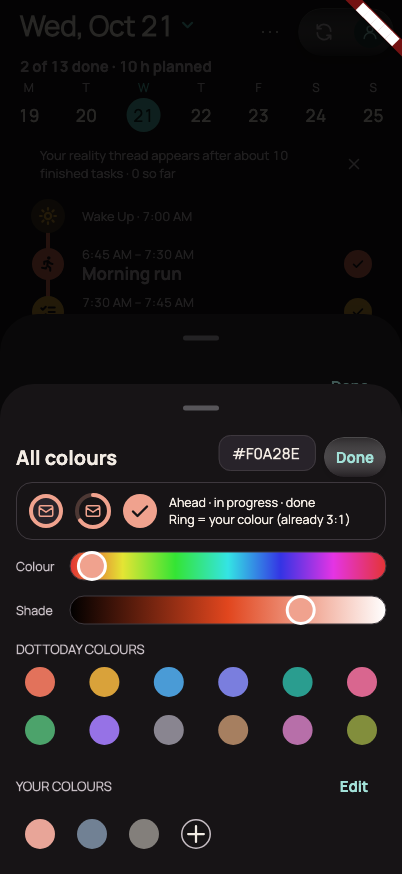 Wed, Oct 21
2 of 13 done · 10 h planned
M T W T F S S
19 20 21 22 23 24 25
Your reality thread appears after about 10
finished tasks · 0 so far
Wake Up · 7:00 AM
6:45 AM – 7:30 AM
Morning run
7:30 AM – 7:45 AM
Done
All colours
#F0A28E
Done
Ahead · in progress · done
Ring = your colour (already 3:1)
Colour
Shade
DOTTODAY COLOURS
YOUR COLOURS
Edit